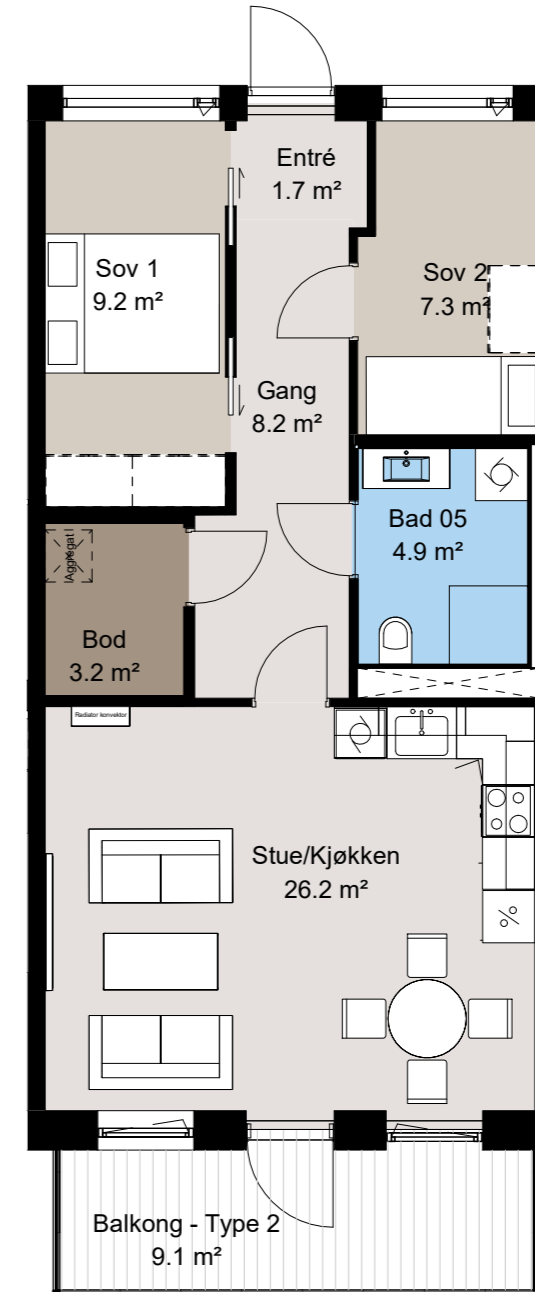 Entré
1.7 m²
Sov 1
9.2 m²
Sov 2
7.3 m²
Gang
8.2 m²
Bad 05
4.9 m²
Aggregat
Bod
3.2 m²
Radiator konvektor
Stue/Kjøkken
26.2 m²
%
Balkong - Type 2
9.1 m²